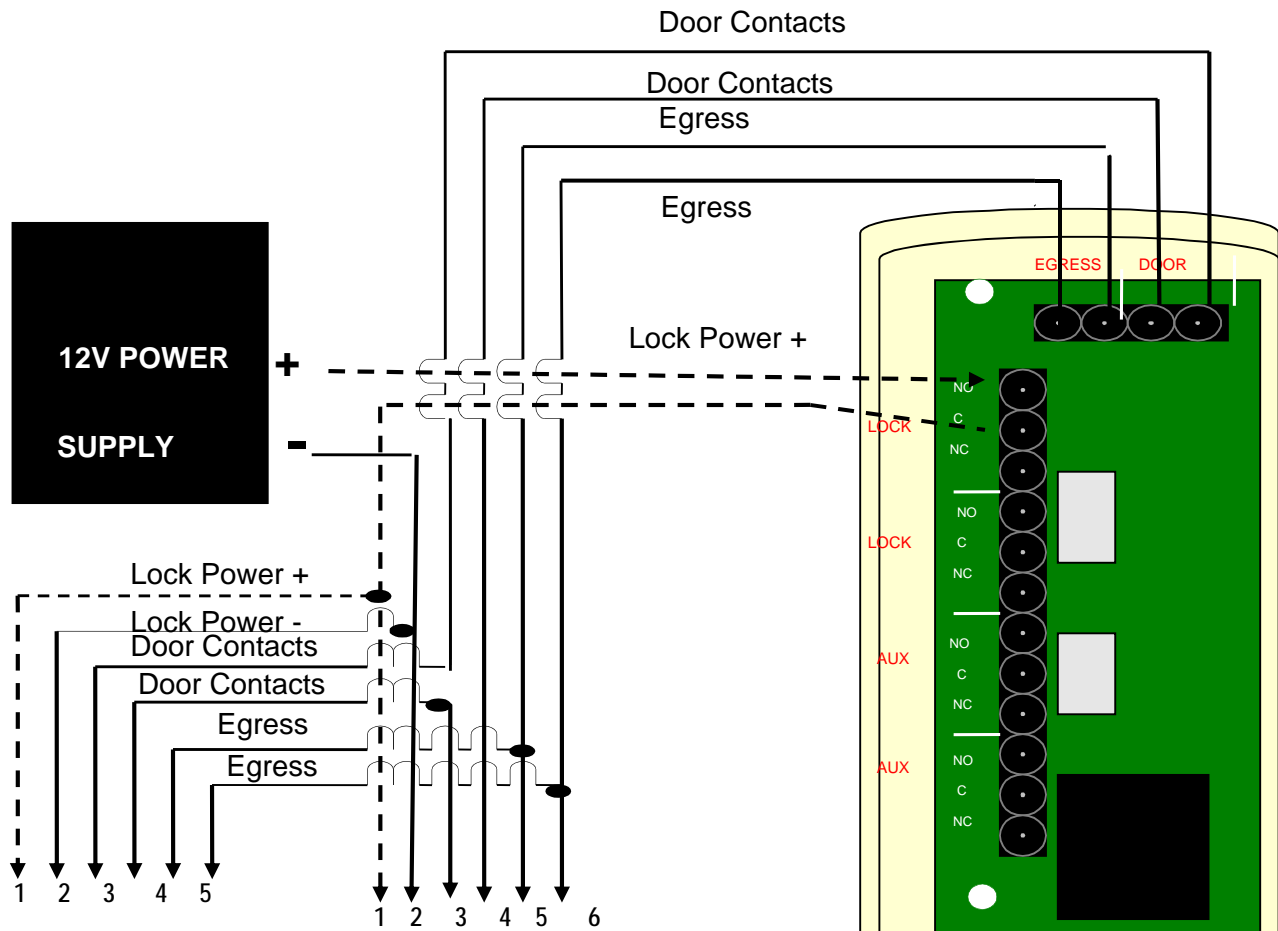 Door Contacts
Door Contacts
Egress
Egress
EGRESS DOOR
Lock Power +
12V POWER +
SUPPLY -
NO
C
LOCK
NC
NO
C
LOCK
NC
NO
AUX
C
NC
NO
AUX
C
NC
Lock Power +
Lock Power -
Door Contacts
Door Contacts
Egress
Egress
1 2 3 4 5
1 2 3 4 5 6